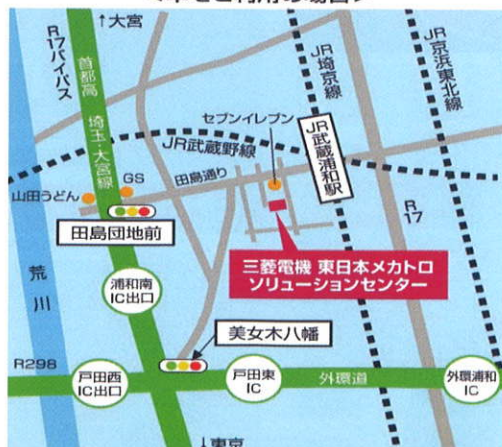 ↑大宮
R17バイパス
首都高 埼玉・大宮線
JR埼京線
JR京浜東北線
セブンイレブン
JR武蔵野線
JR武蔵浦和駅
GS
田島通り
山田うどん
田島団地前
R17
三菱電機 東日本メカトロ
ソリューションセンター
荒川
浦和南
IC出口
美女木八幡
R298
戸田西
IC出口
戸田東
IC
外環道
外環浦和
IC
↓東京